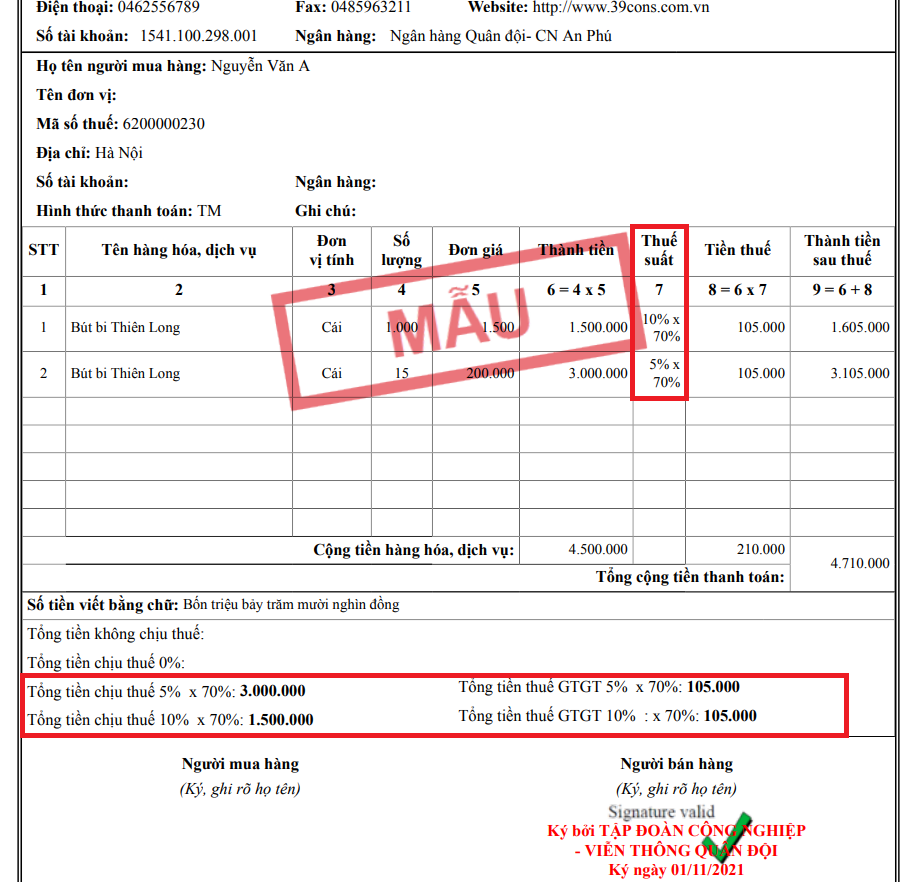 Điện thoại: 0462556789 Fax: 0485963211 Website: http://www.39cons.com.vn
Số tài khoản: 1541.100.298.001 Ngân hàng: Ngân hàng Quân đội- CN An Phú
Họ tên người mua hàng: Nguyễn Văn A
Tên đơn vị:
Mã số thuế: 6200000230
Địa chỉ: Hà Nội
Số tài khoản: Ngân hàng:
Hình thức thanh toán: TM Ghi chú:
STT Tên hàng hóa, dịch vụ Đơn vị tính Số lượng Đơn giá Thành tiền Thuế suất Tiền thuế Thành tiền sau thuế
1 2 3 4 5 6 = 4 x 5 7 8 = 6 x 7 9 = 6 + 8
1 Bút bi Thiên Long Cái 1.000 1.500 1.500.000 10% x 70% 105.000 1.605.000
2 Bút bi Thiên Long Cái 15 200.000 3.000.000 5% x 70% 105.000 3.105.000
MẪU
Cộng tiền hàng hóa, dịch vụ: 4.500.000 210.000
Tổng cộng tiền thanh toán: 4.710.000
Số tiền viết bằng chữ: Bốn triệu bảy trăm mười nghìn đồng
Tổng tiền không chịu thuế:
Tổng tiền chịu thuế 0%:
Tổng tiền chịu thuế 5% x 70%: 3.000.000 Tổng tiền thuế GTGT 5% x 70%: 105.000
Tổng tiền chịu thuế 10% x 70%: 1.500.000 Tổng tiền thuế GTGT 10% : x 70%: 105.000
Người mua hàng Người bán hàng
(Ký, ghi rõ họ tên) (Ký, ghi rõ họ tên)
Signature valid
Ký bởi TẬP ĐOÀN CÔNG NGHIỆP
- VIỄN THÔNG QUÂN ĐỘI
Ký ngày 01/11/2021